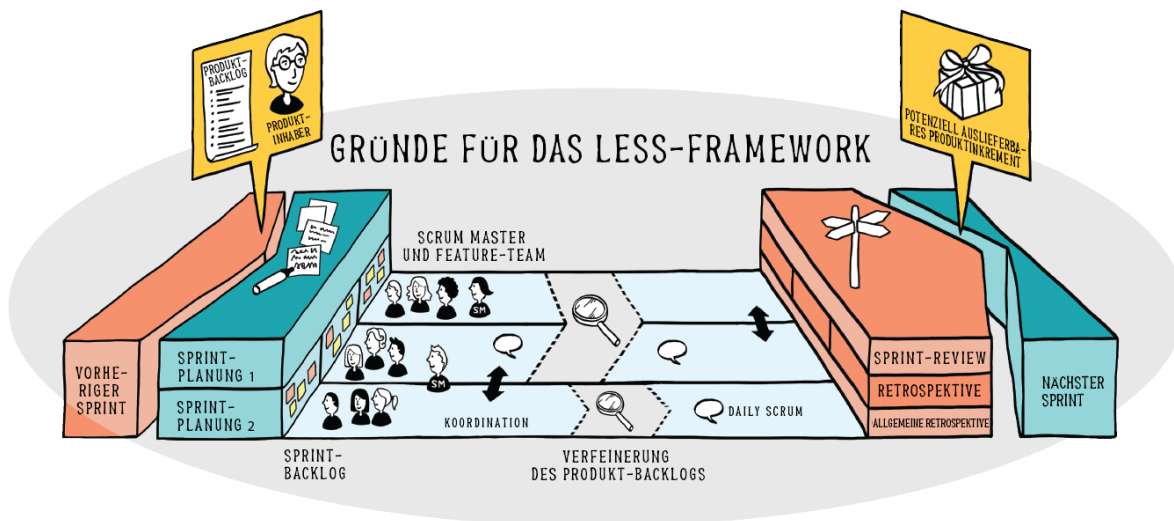 PRODUKT-
BACKLOG
PRODUKT-
INHABER
POTENZIELL AUSLIEFERBA-
RES PRODUKTINKREMENT
GRÜNDE FÜR DAS LESS-FRAMEWORK
SCRUM MASTER
UND FEATURE-TEAM
SM
SM
VORHE-
RIGER
SPRINT
SPRINT-
PLANUNG 1
SPRINT-
PLANUNG 2
SPRINT-
BACKLOG
KOORDINATION
VERFEINERUNG
DES PRODUKT-BACKLOGS
DAILY SCRUM
SPRINT-REVIEW
RETROSPEKTIVE
ALLGEMEINE RETROSPEKTIVE
NÄCHSTER
SPRINT